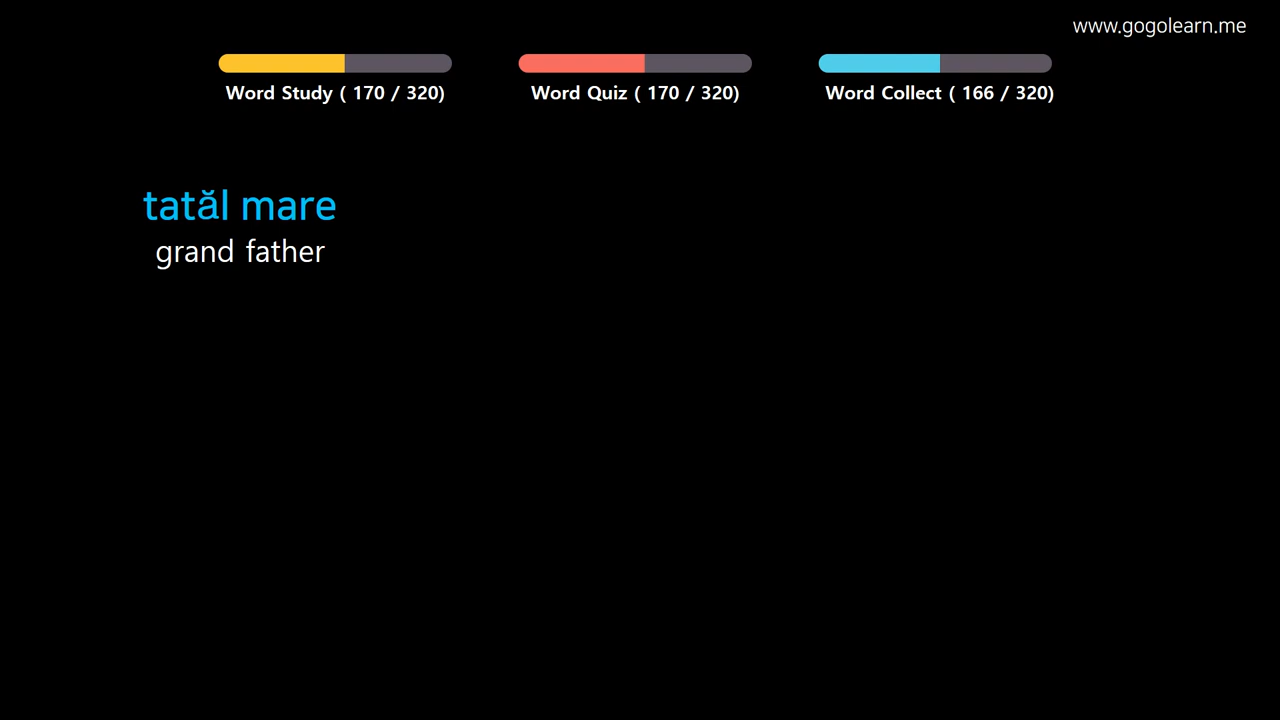 www.gogolearn.me
Word Study ( 170 / 320)
Word Quiz ( 170 / 320)
Word Collect ( 166 / 320)
tatăl mare
grand father